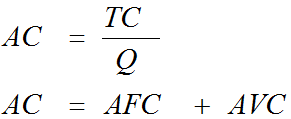 AC = TC / Q
AC = AFC + AVC